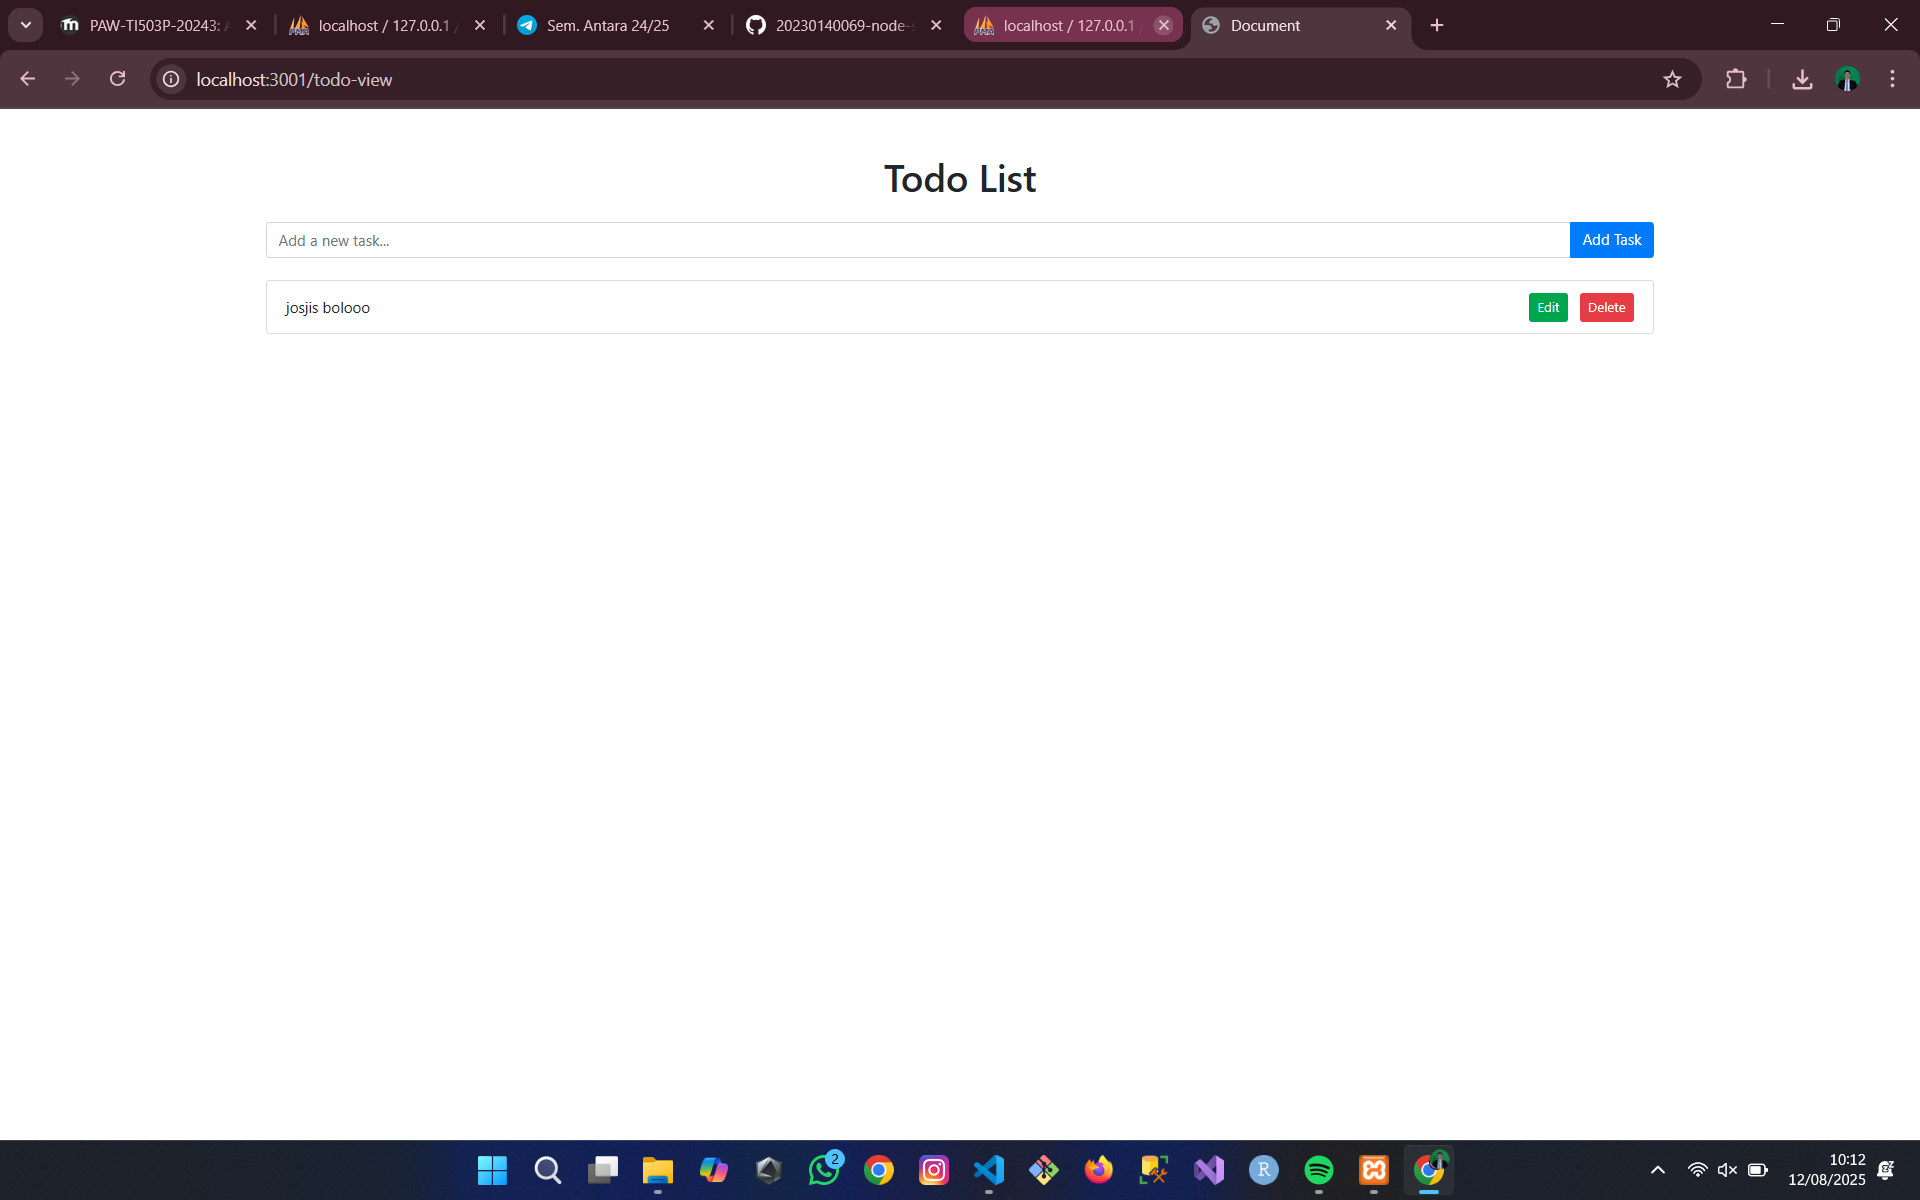 PAW-TI503P-20243: A
localhost / 127.0.0.1 /
Sem. Antara 24/25
20230140069-node-s
localhost / 127.0.0.1 /
Document
localhost:3001/todo-view
Todo List
Add a new task...
Add Task
josjis bolooo
Edit
Delete
2
R
10:12
12/08/2025